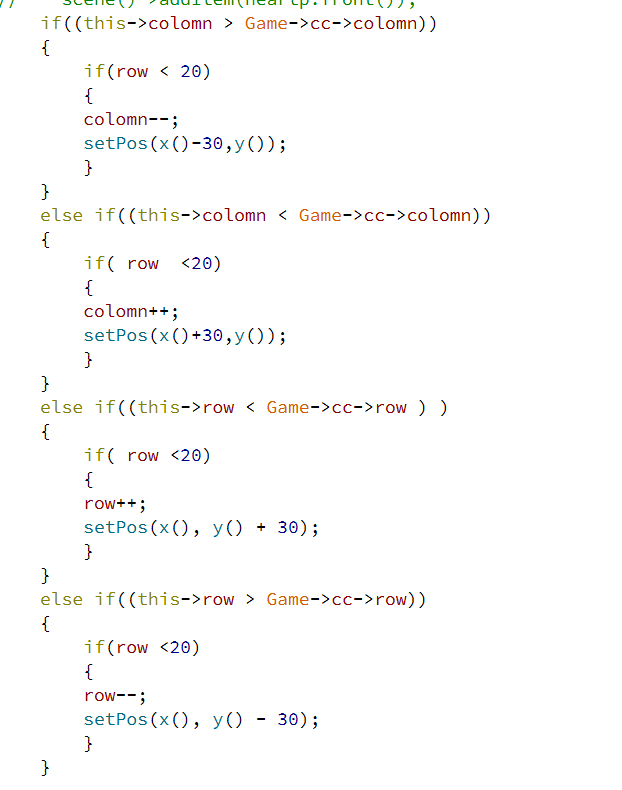 //    scene()->addItem(heartp.front());
if((this->colomn > Game->cc->colomn))
{
if(row < 20)
{
colomn--;
setPos(x()-30,y());
}
}
else if((this->colomn < Game->cc->colomn))
{
if( row  <20)
{
colomn++;
setPos(x()+30,y());
}
}
else if((this->row < Game->cc->row ) )
{
if( row <20)
{
row++;
setPos(x(), y() + 30);
}
}
else if((this->row > Game->cc->row))
{
if(row <20)
{
row--;
setPos(x(), y() - 30);
}
}